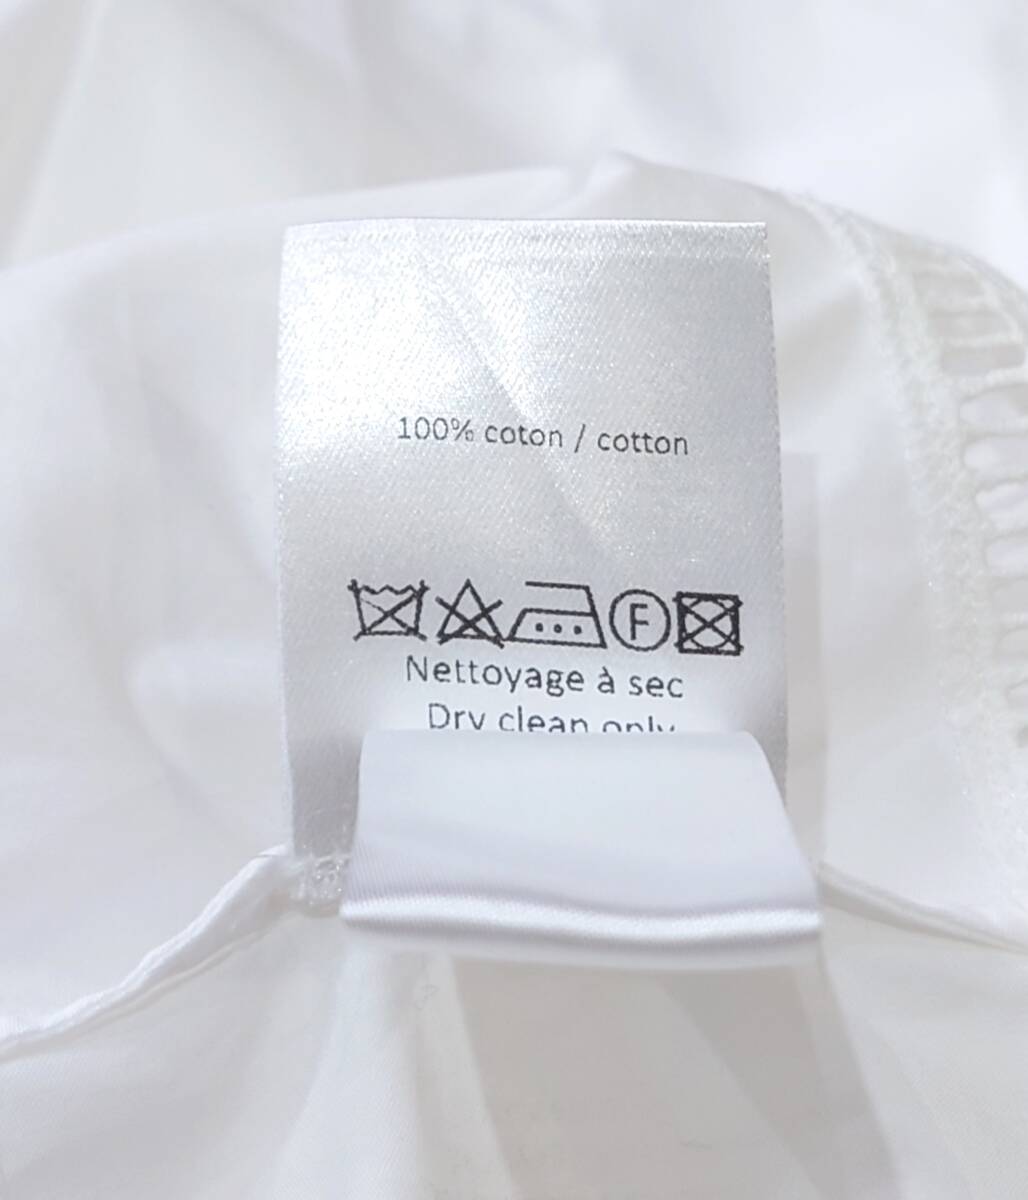 100% coton / cotton
F
Nettoyage à sec
Dry clean only